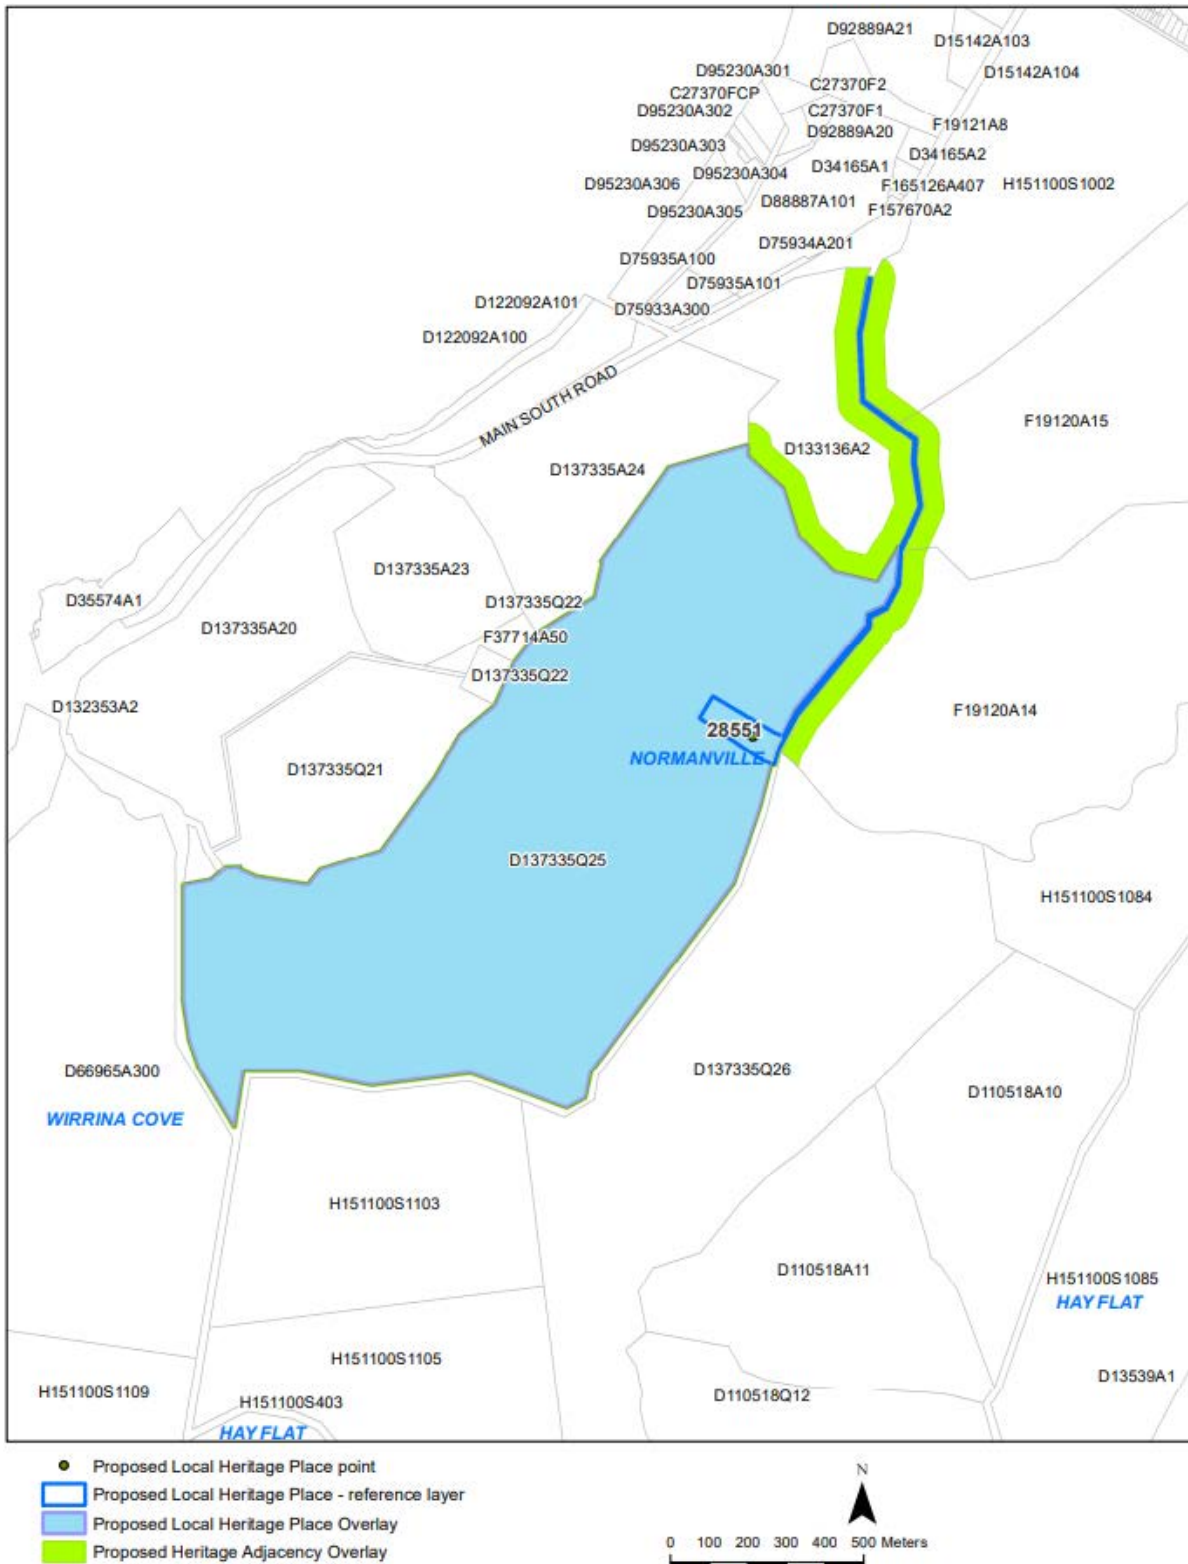 D92889A21
D15142A103
D95230A301
D15142A104
C27370F2
C27370FCP
D95230A302
C27370F1
F19121A8
D92889A20
D95230A303
D34165A2
D34165A1
D95230A304
D95230A306
F165126A407
H151100S1002
D88887A101
D95230A305
F157670A2
D75934A201
D75935A100
D75935A101
D122092A101
D75933A300
D122092A100
MAIN SOUTH ROAD
F19120A15
D133136A2
D137335A24
D137335A23
D35574A1
D137335Q22
D137335A20
F37714A50
D137335Q22
D132353A2
F19120A14
28551
NORMANVILLE
D137335Q21
D137335Q25
H151100S1084
D66965A300
D137335Q26
D110518A10
WIRRINA COVE
H151100S1103
D110518A11
H151100S1085
HAY FLAT
H151100S1105
D13539A1
H151100S1109
D110518Q12
H151100S403
HAY FLAT
Proposed Local Heritage Place point
Proposed Local Heritage Place - reference layer
Proposed Local Heritage Place Overlay
Proposed Heritage Adjacency Overlay
N
0 100 200 300 400 500 Meters